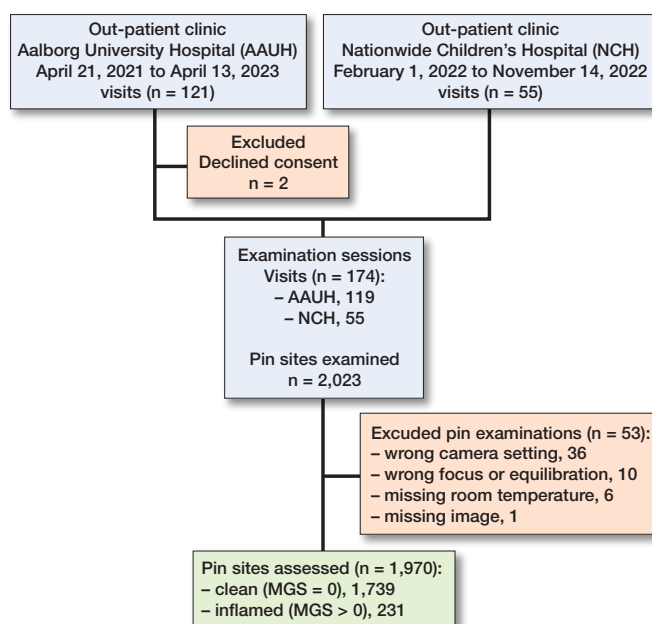 Out-patient clinic
Aalborg University Hospital (AAUH)
April 21, 2021 to April 13, 2023
visits (n = 121)
Out-patient clinic
Nationwide Children's Hospital (NCH)
February 1, 2022 to November 14, 2022
visits (n = 55)
Excluded
Declined consent
n = 2
Examination sessions
Visits (n = 174):
– AAUH, 119
– NCH, 55
Pin sites examined
n = 2,023
Excuded pin examinations (n = 53):
– wrong camera setting, 36
– wrong focus or equilibration, 10
– missing room temperature, 6
– missing image, 1
Pin sites assessed (n = 1,970):
– clean (MGS = 0), 1,739
– inflamed (MGS > 0), 231